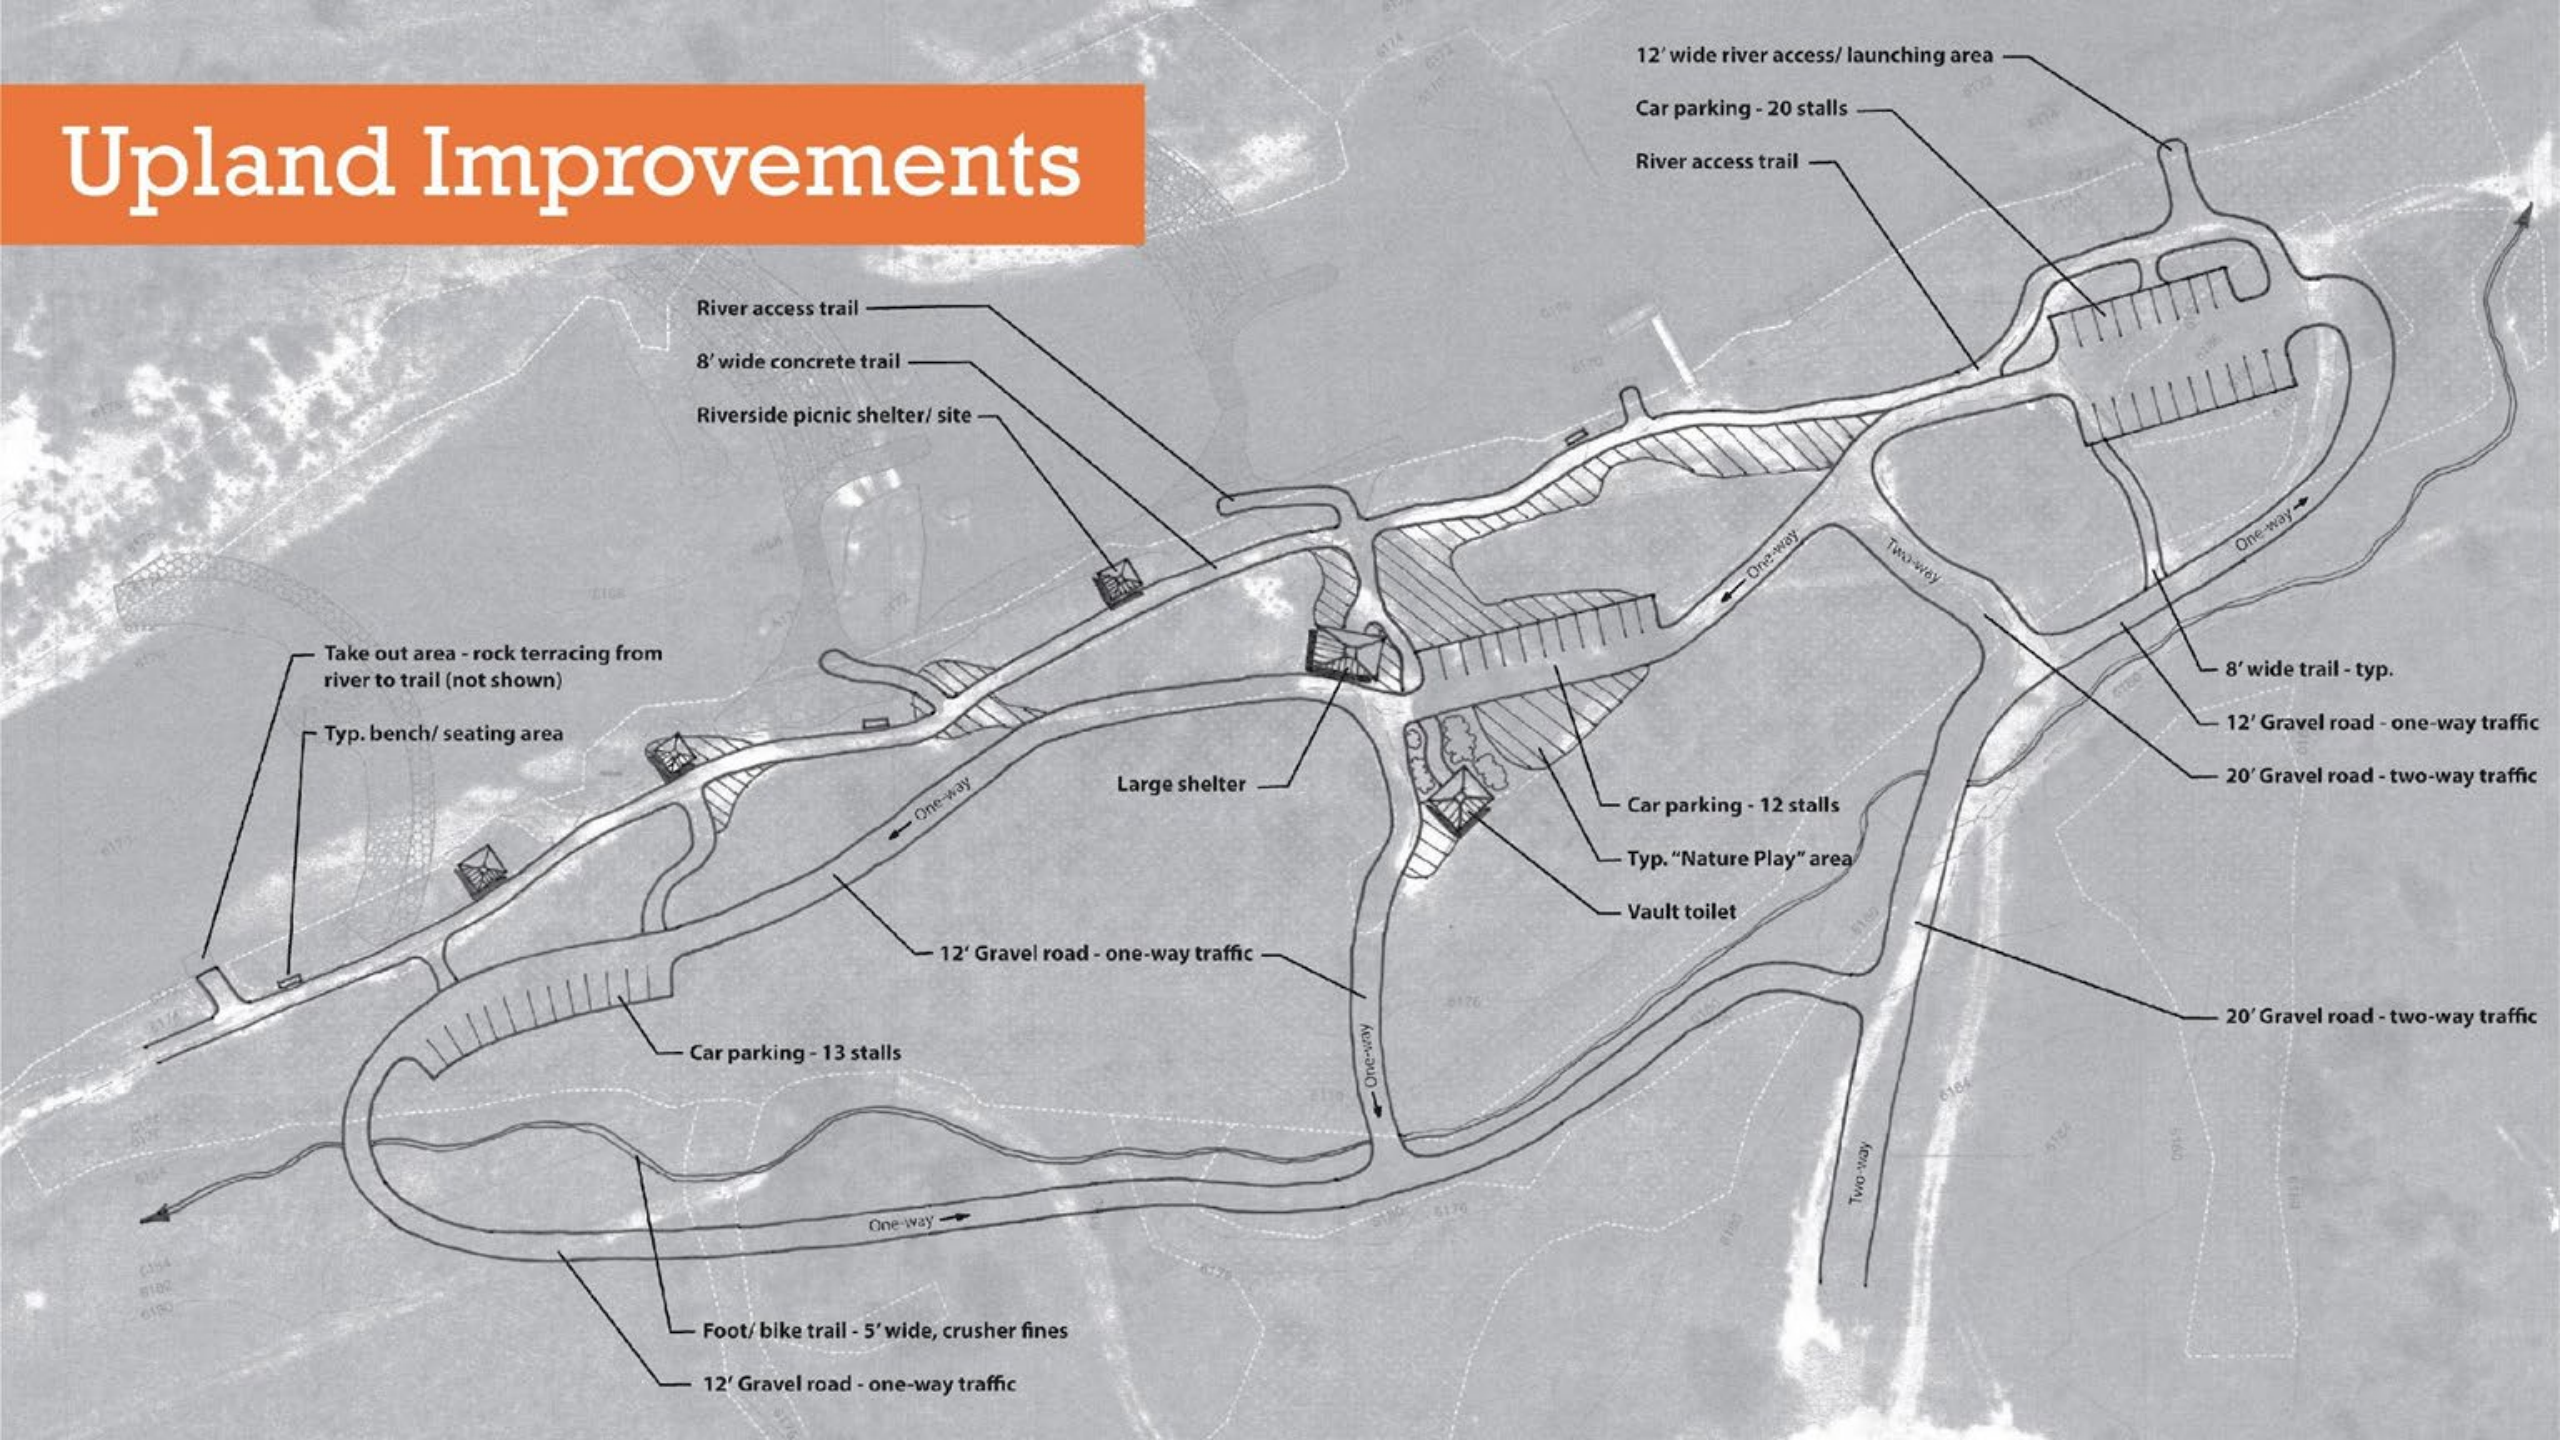 Upland Improvements
12' wide river access/ launching area
Car parking - 20 stalls
River access trail
River access trail
8' wide concrete trail
Riverside picnic shelter/ site
Take out area - rock terracing from
river to trail (not shown)
Typ. bench/ seating area
One-way
Two-way
One-way
8' wide trail - typ.
12' Gravel road - one-way traffic
20' Gravel road - two-way traffic
Large shelter
One-way
Car parking - 12 stalls
Typ. "Nature Play" area
Vault toilet
12' Gravel road - one-way traffic
20' Gravel road - two-way traffic
Car parking - 13 stalls
One-way
Two-way
One-way
Foot/ bike trail - 5' wide, crusher fines
12' Gravel road - one-way traffic